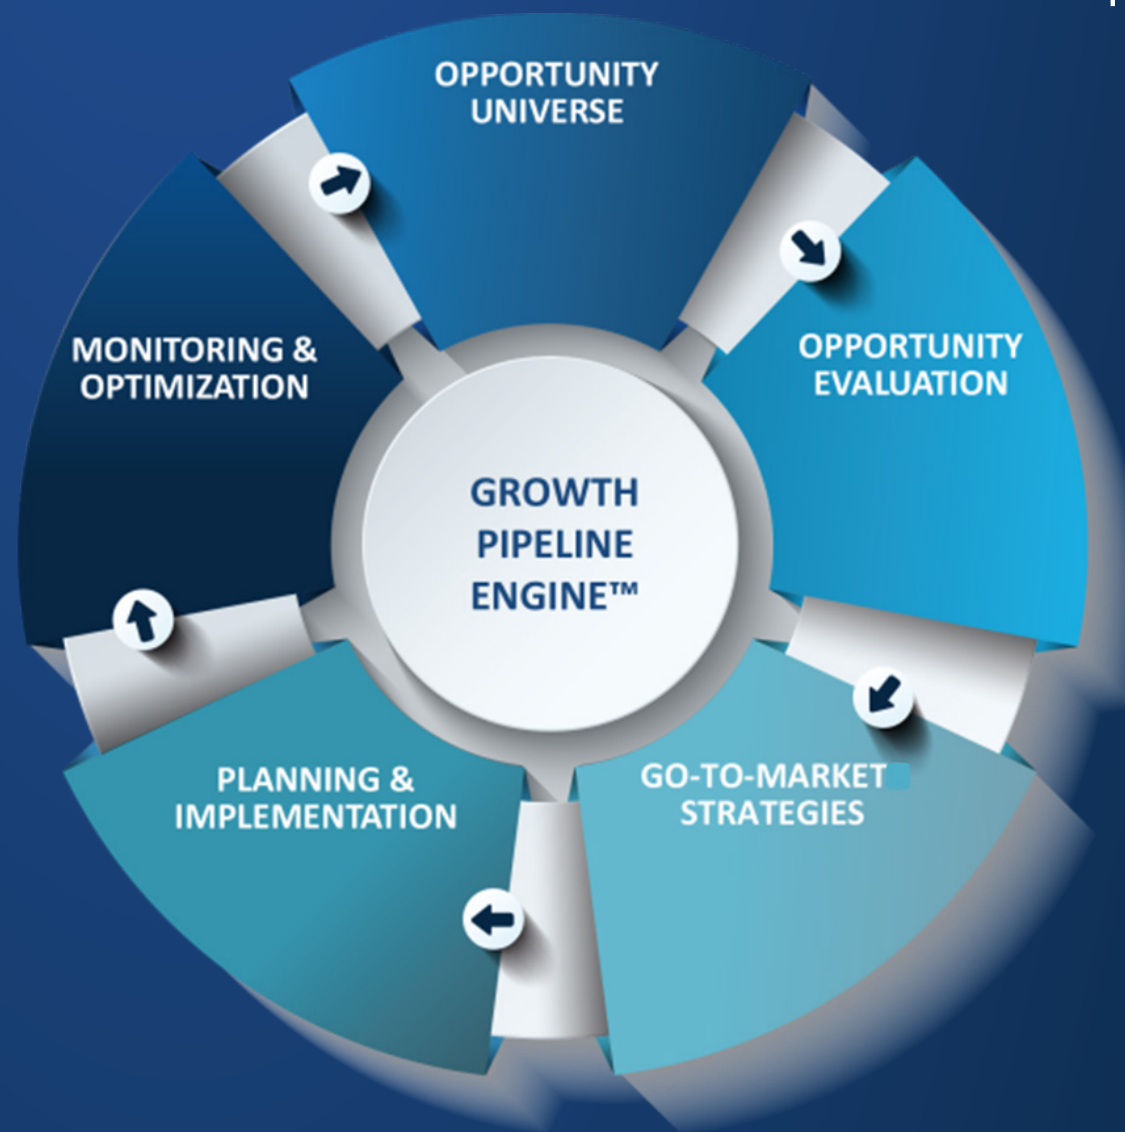 OPPORTUNITY
UNIVERSE
OPPORTUNITY
EVALUATION
GO-TO-MARKET
STRATEGIES
PLANNING &
IMPLEMENTATION
MONITORING &
OPTIMIZATION
GROWTH
PIPELINE
ENGINE™